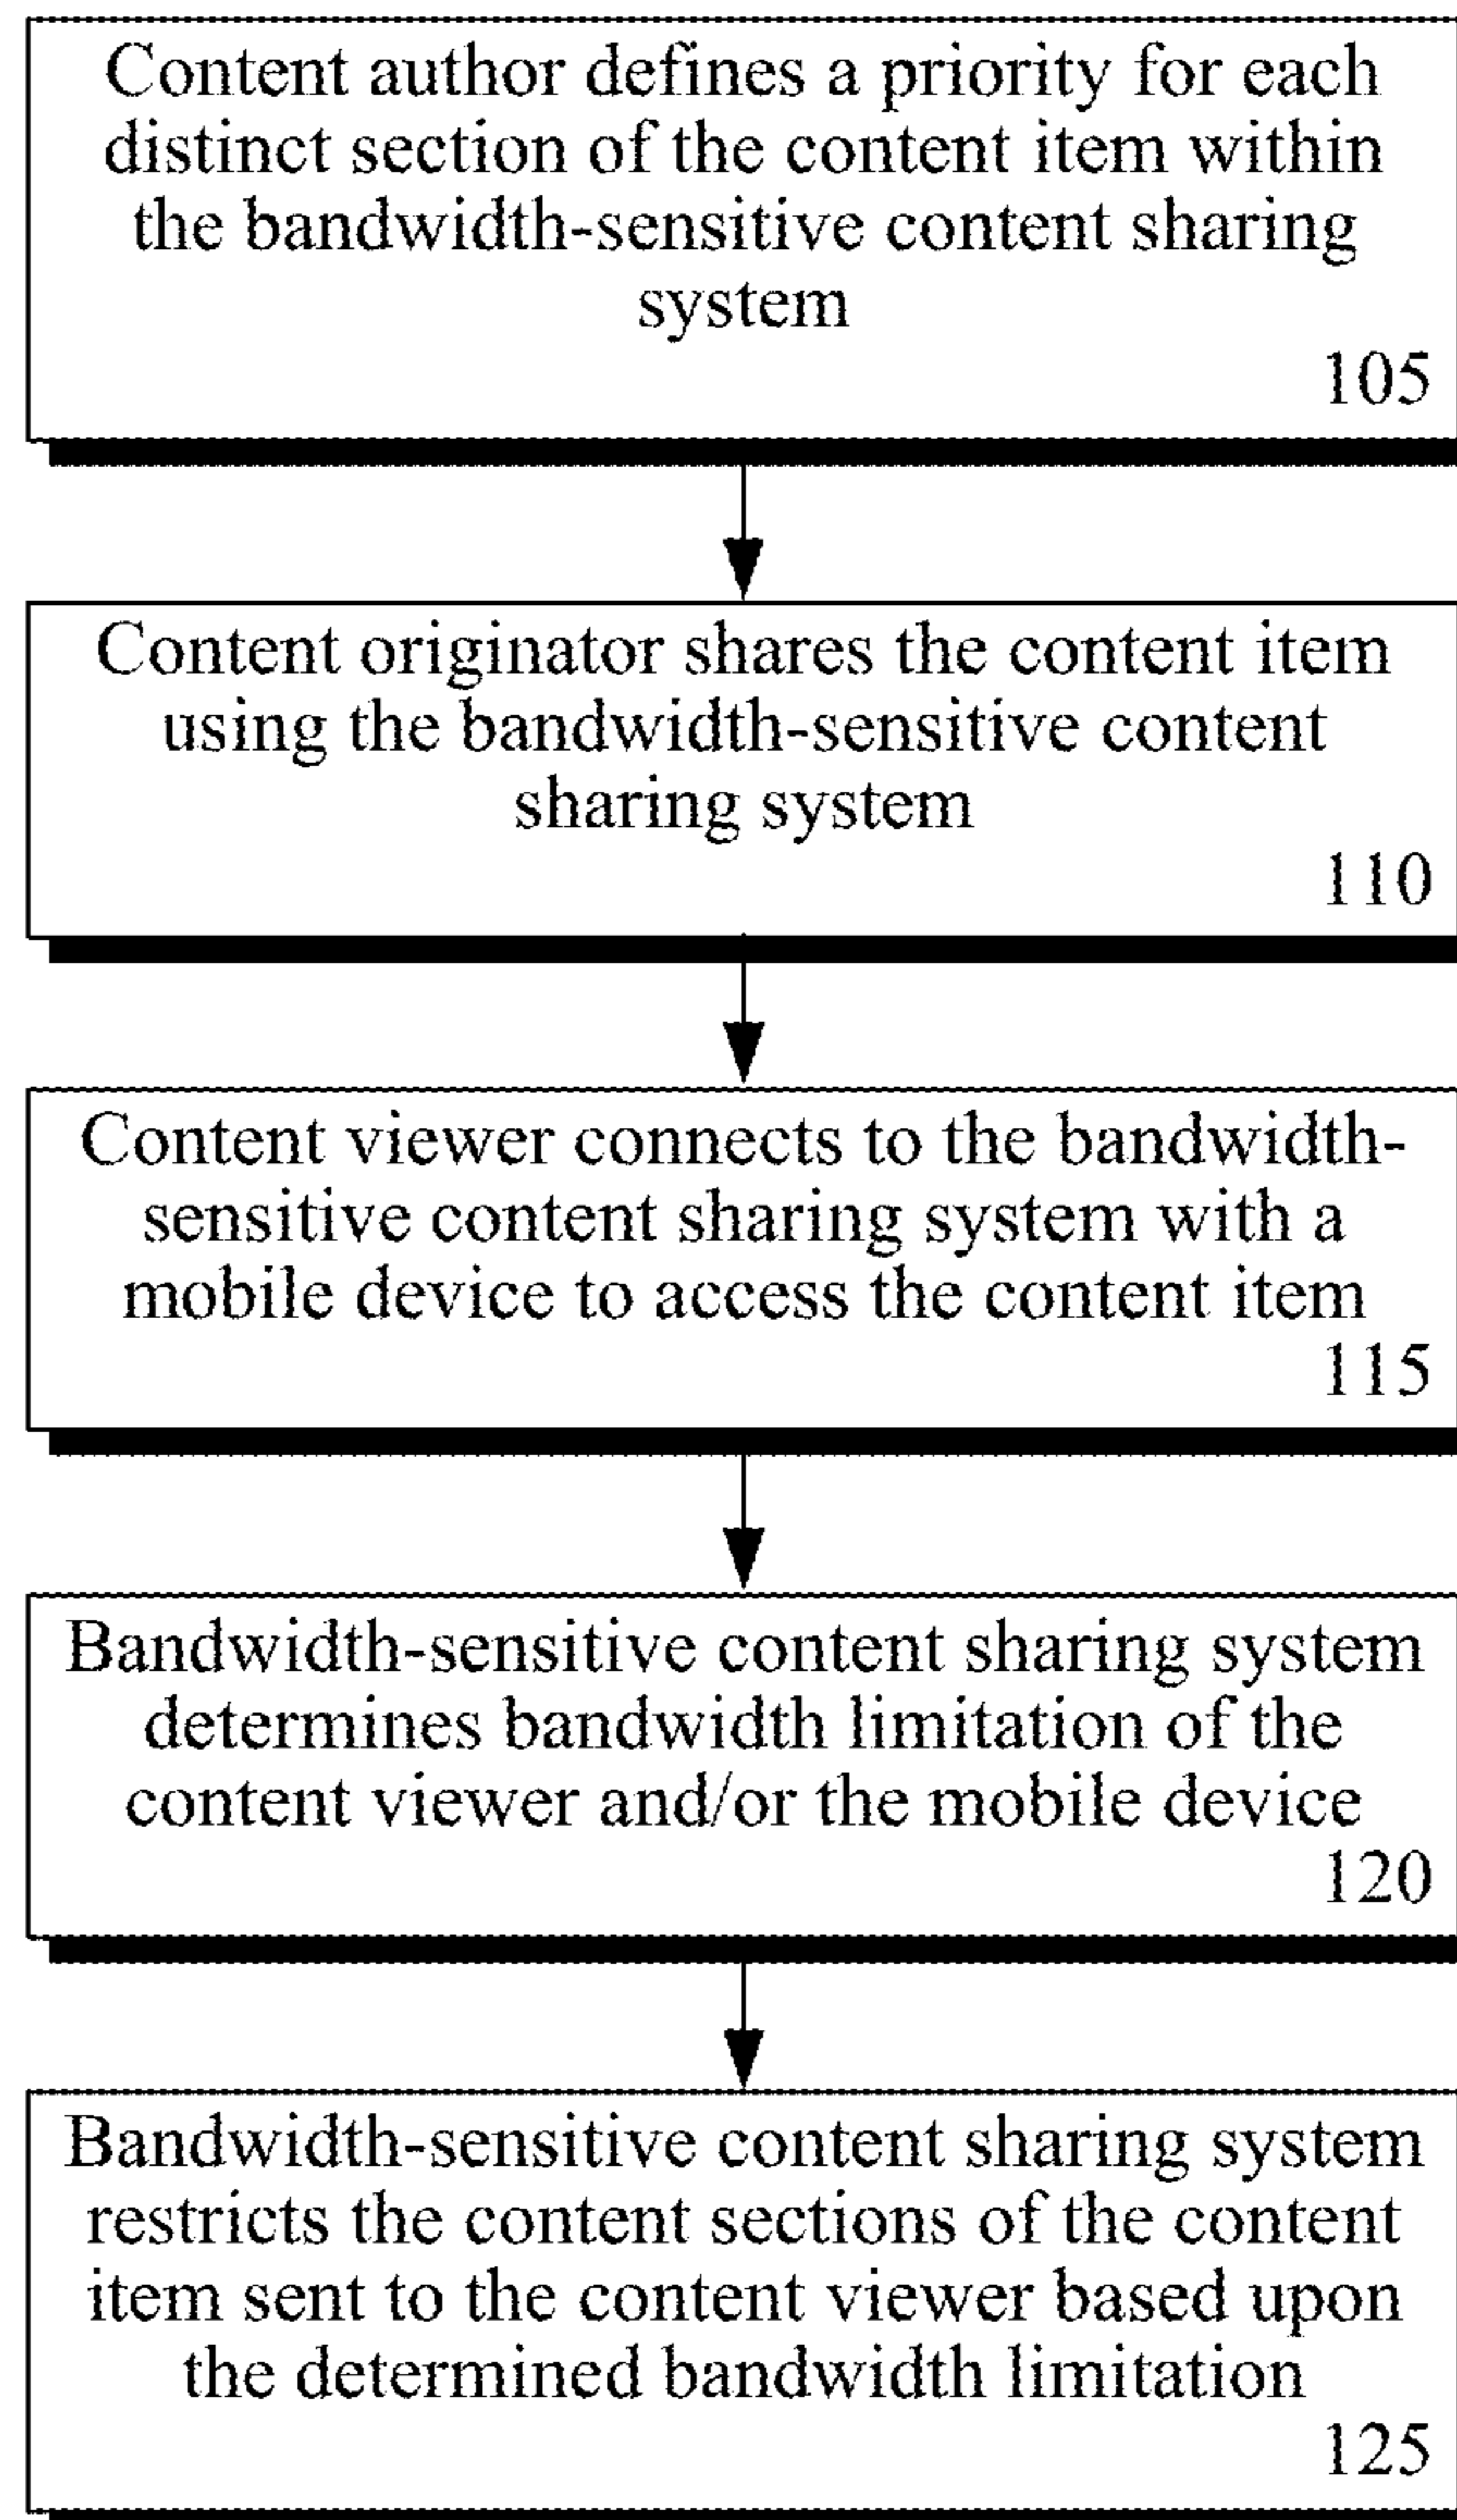 Content author defines a priority for each
distinct section of the content item within
the bandwidth-sensitive content sharing
system
105
Content originator shares the content item
using the bandwidth-sensitive content
sharing system
110
Content viewer connects to the bandwidth-
sensitive content sharing system with a
mobile device to access the content item
115
Bandwidth-sensitive content sharing system
determines bandwidth limitation of the
content viewer and/or the mobile device
120
Bandwidth-sensitive content sharing system
restricts the content sections of the content
item sent to the content viewer based upon
the determined bandwidth limitation
125